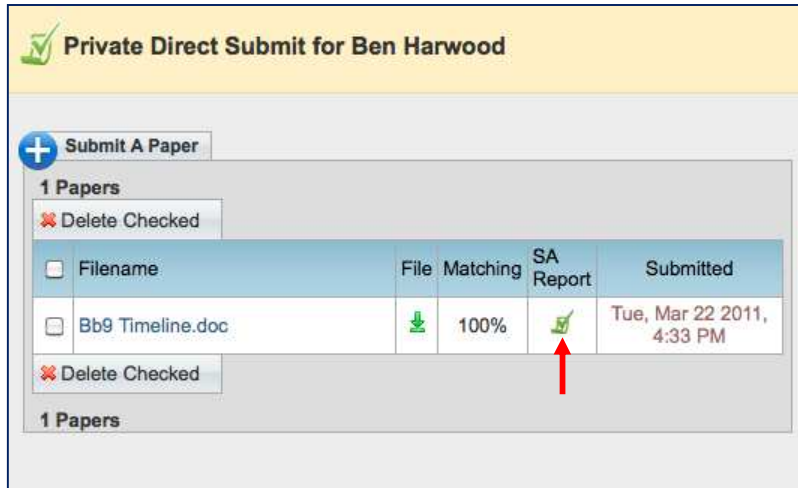 Private Direct Submit for Ben Harwood
Submit A Paper
1 Papers
Delete Checked
Filename File Matching SA Report Submitted
Bb9 Timeline.doc 100% Tue, Mar 22 2011, 4:33 PM
Delete Checked
1 Papers